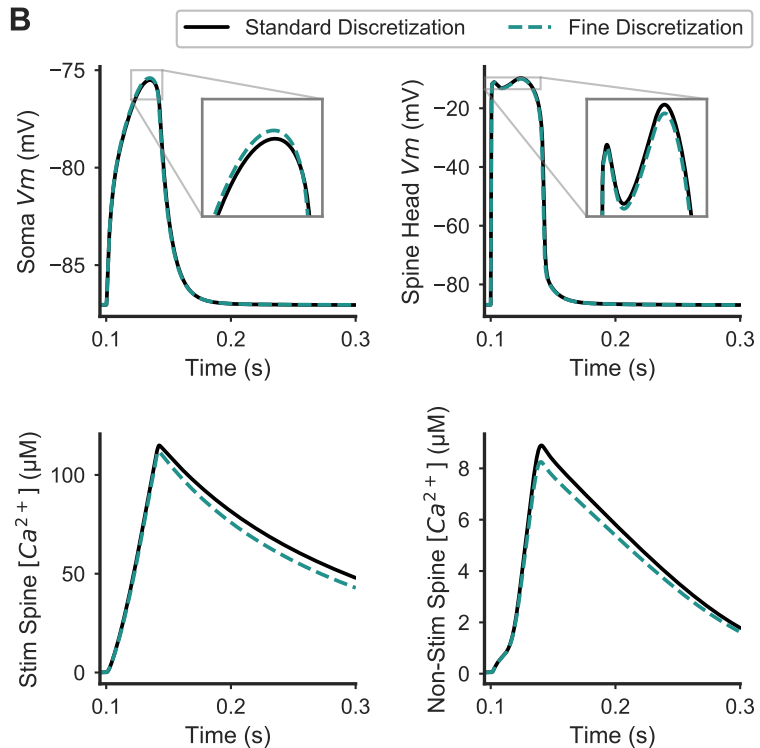 B
Standard Discretization
Fine Discretization
Soma Vm (mV)
−75
−80
−85
0.1
0.2
0.3
Time (s)
Spine Head Vm (mV)
−20
−40
−60
−80
0.1
0.2
0.3
Time (s)
Stim Spine [Ca²⁺] (μM)
100
50
0
0.1
0.2
0.3
Time (s)
Non-Stim Spine [Ca²⁺] (μM)
8
6
4
2
0
0.1
0.2
0.3
Time (s)